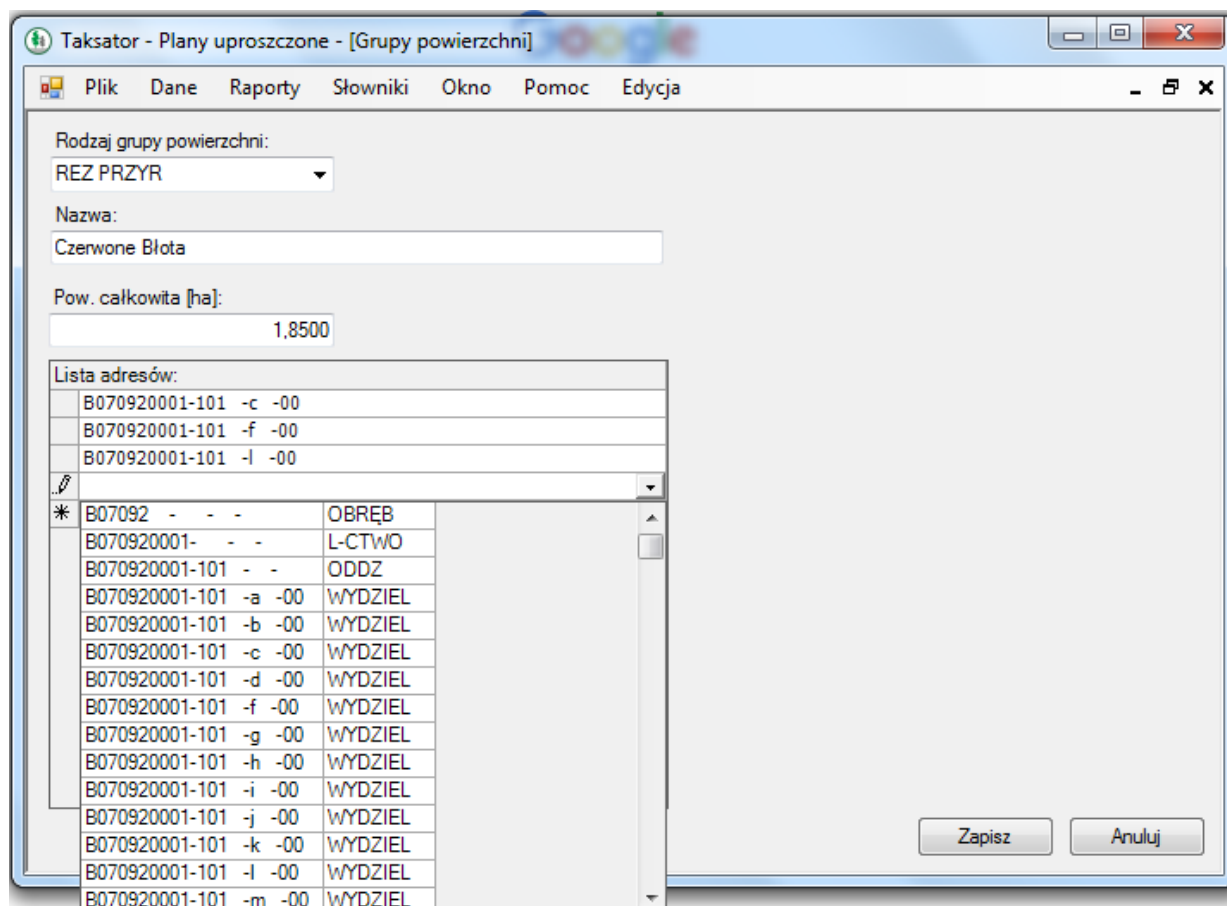 Google
Taksator - Plany uproszczone - [Grupy powierzchni]
Plik Dane Raporty Słowniki Okno Pomoc Edycja
Rodzaj grupy powierzchni:
REZ PRZYR
Nazwa:
Czerwone Błota
Pow. całkowita [ha]:
1,8500
Lista adresów:
B070920001-101 -c -00
B070920001-101 -f -00
B070920001-101 -l -00
B07092 - - - OBRĘB
B070920001- - - L-CTWO
B070920001-101 - - ODDZ
B070920001-101 -a -00 WYDZIEL
B070920001-101 -b -00 WYDZIEL
B070920001-101 -c -00 WYDZIEL
B070920001-101 -d -00 WYDZIEL
B070920001-101 -f -00 WYDZIEL
B070920001-101 -g -00 WYDZIEL
B070920001-101 -h -00 WYDZIEL
B070920001-101 -i -00 WYDZIEL
B070920001-101 -j -00 WYDZIEL
B070920001-101 -k -00 WYDZIEL
B070920001-101 -l -00 WYDZIEL
B070920001-101 -m -00 WYDZIEL
Zapisz Anuluj